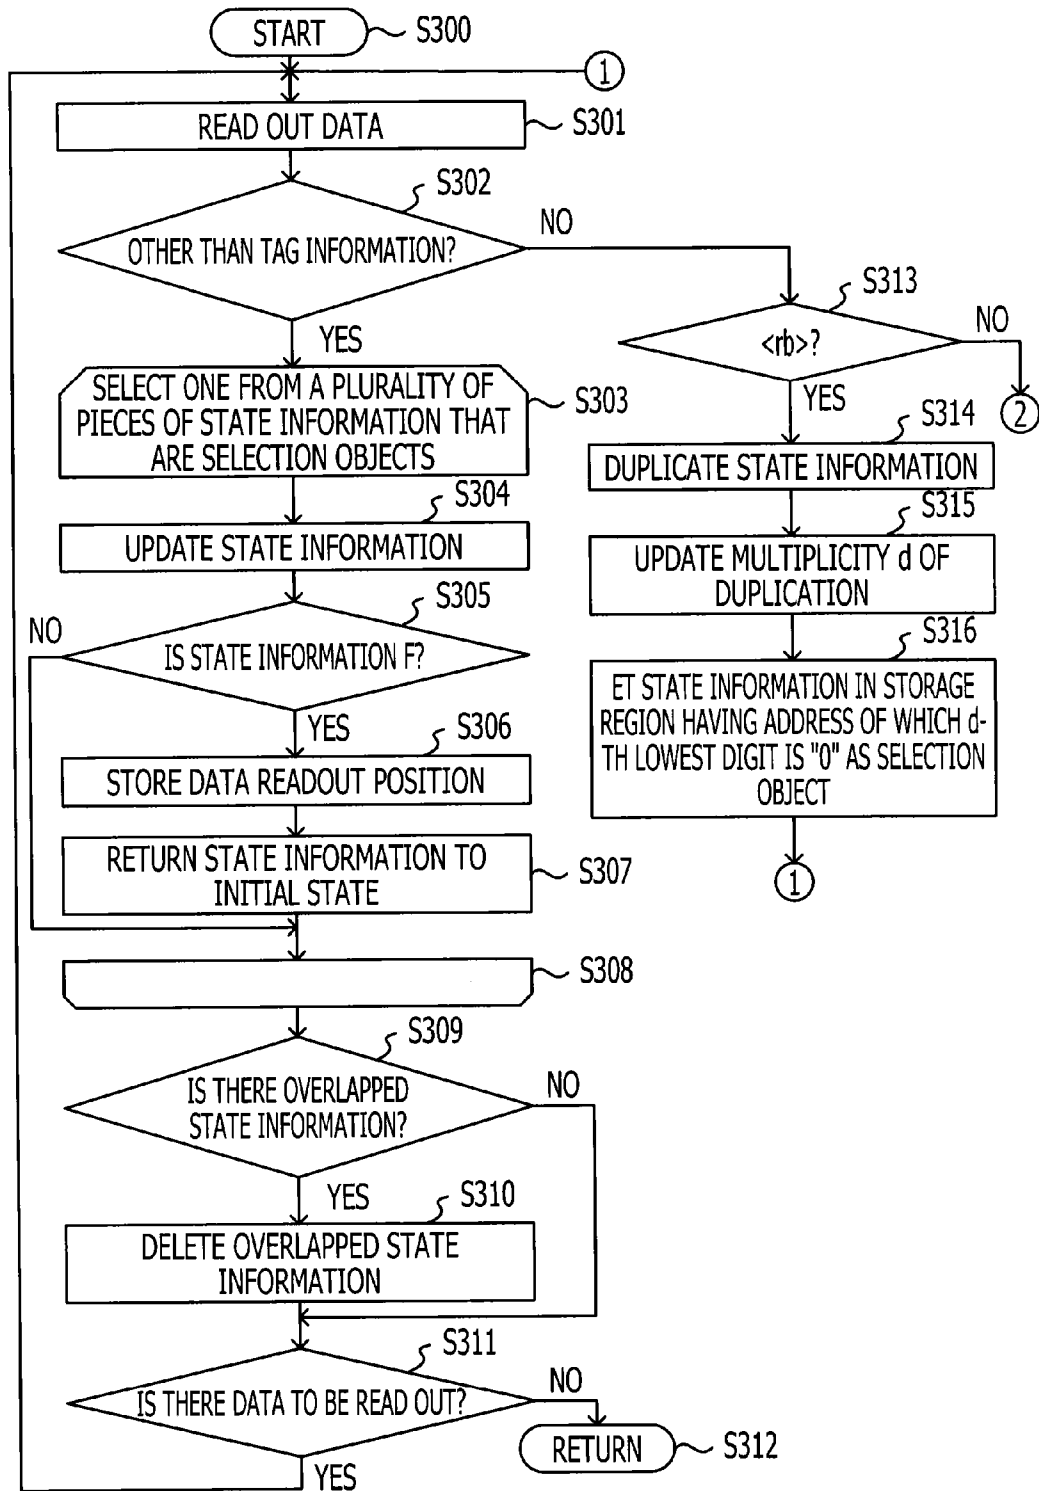 START
S300
1
READ OUT DATA
S301
S302
OTHER THAN TAG INFORMATION?
NO
YES
SELECT ONE FROM A PLURALITY OF
PIECES OF STATE INFORMATION THAT
ARE SELECTION OBJECTS
S303
S304
UPDATE STATE INFORMATION
S305
NO
IS STATE INFORMATION F?
YES
S306
STORE DATA READOUT POSITION
RETURN STATE INFORMATION TO
INITIAL STATE
S307
S308
S309
IS THERE OVERLAPPED
STATE INFORMATION?
NO
YES
S310
DELETE OVERLAPPED STATE
INFORMATION
S311
IS THERE DATA TO BE READ OUT?
NO
YES
RETURN
S312
S313
<rb>?
NO
2
YES
S314
DUPLICATE STATE INFORMATION
S315
UPDATE MULTIPLICITY d OF
DUPLICATION
S316
ET STATE INFORMATION IN STORAGE
REGION HAVING ADDRESS OF WHICH d-
TH LOWEST DIGIT IS "0" AS SELECTION
OBJECT
1